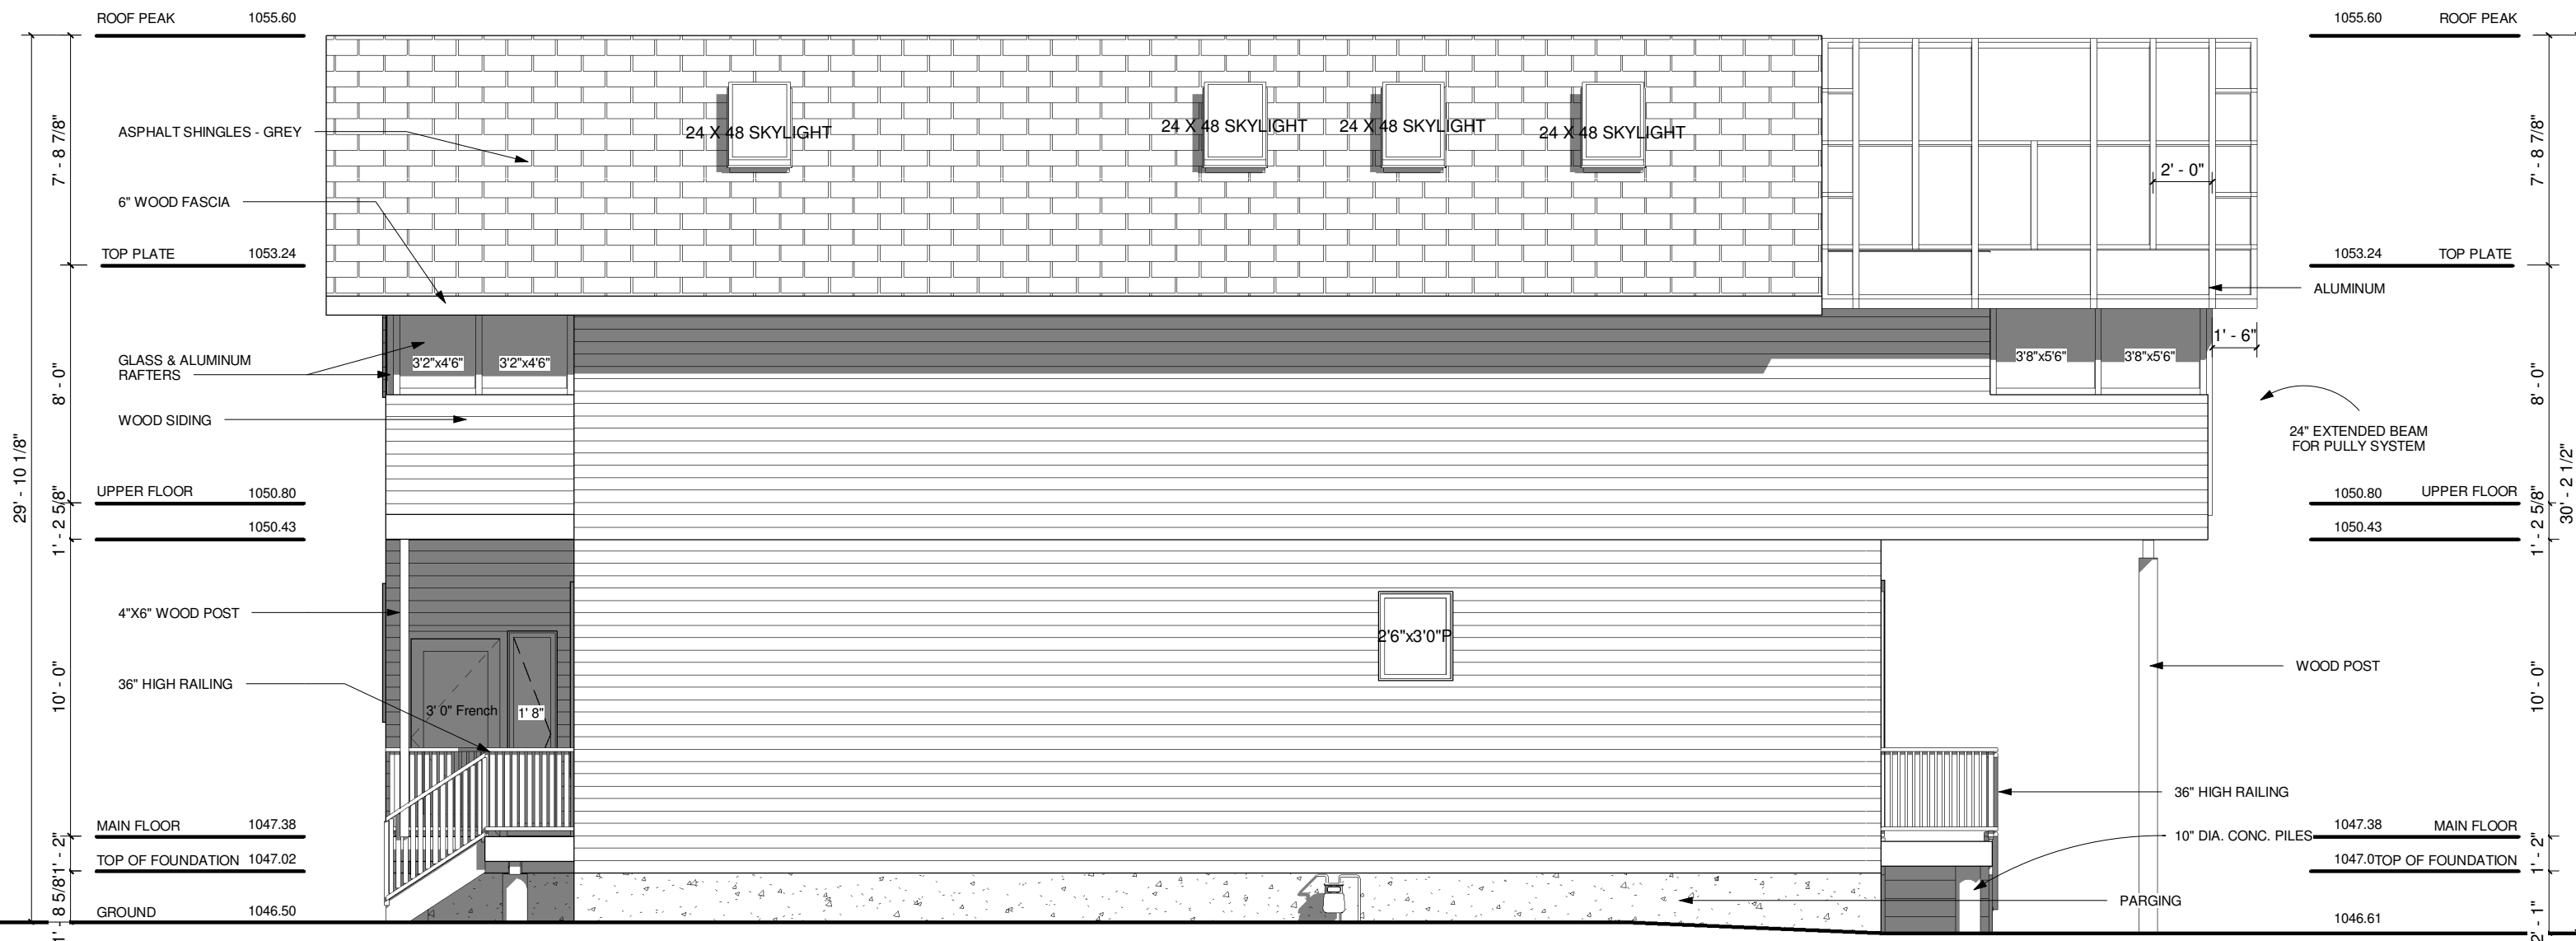 ROOF PEAK 1055.60
ASPHALT SHINGLES - GREY
6" WOOD FASCIA
TOP PLATE 1053.24
GLASS & ALUMINUM
RAFTERS
WOOD SIDING
UPPER FLOOR 1050.80
1050.43
4"X6" WOOD POST
36" HIGH RAILING
MAIN FLOOR 1047.38
TOP OF FOUNDATION 1047.02
GROUND 1046.50
29' - 10 1/8"
7' - 8 7/8"
8' - 0"
1' - 2 5/8"
10' - 0"
1' - 2"
1' - 8 5/8"
24 X 48 SKYLIGHT
24 X 48 SKYLIGHT
24 X 48 SKYLIGHT
24 X 48 SKYLIGHT
3'2"x4'6"
3'2"x4'6"
3'8"x5'6"
3'8"x5'6"
3' 0" French
1' 8"
2'6"x3'0"P
2' - 0"
1' - 6"
1055.60 ROOF PEAK
1053.24 TOP PLATE
ALUMINUM
24" EXTENDED BEAM
FOR PULLY SYSTEM
1050.80 UPPER FLOOR
1050.43
WOOD POST
36" HIGH RAILING
10" DIA. CONC. PILES
1047.38 MAIN FLOOR
1047.0 TOP OF FOUNDATION
PARGING
1046.61
7' - 8 7/8"
8' - 0"
1' - 2 5/8"
10' - 0"
1' - 2"
2' - 1"
30' - 2 1/2"